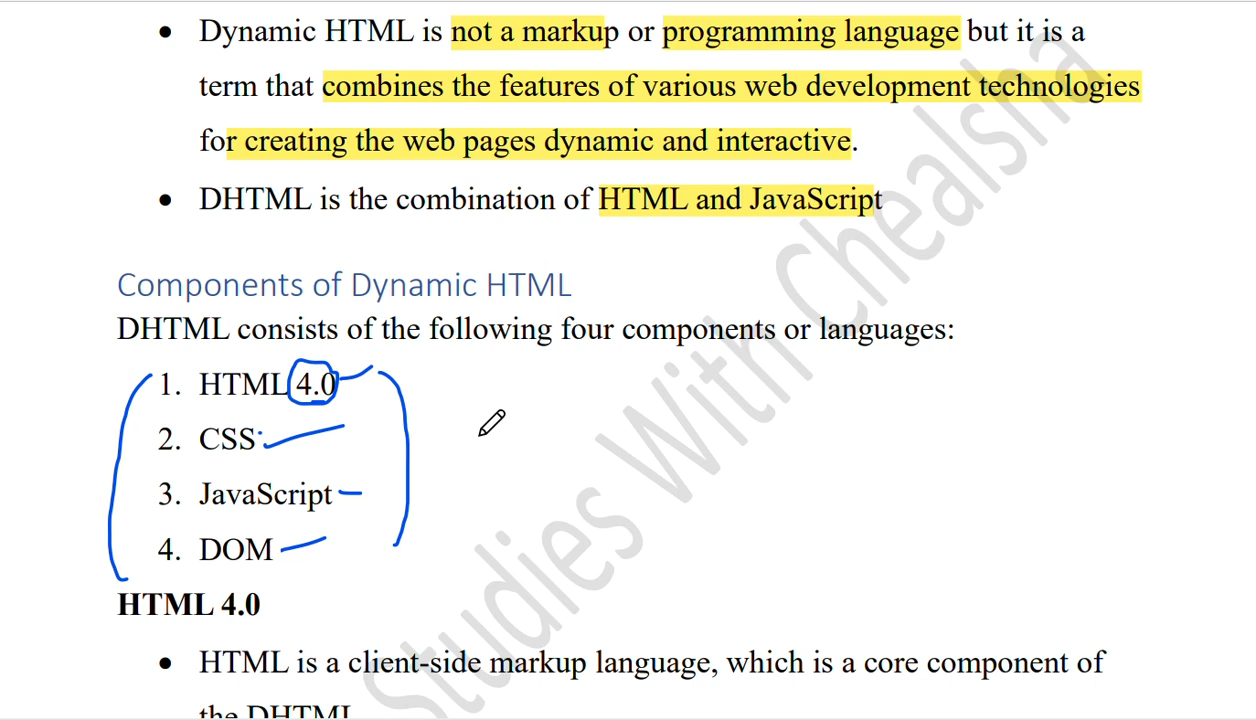 • Dynamic HTML is not a markup or programming language but it is a
term that combines the features of various web development technologies
for creating the web pages dynamic and interactive.
• DHTML is the combination of HTML and JavaScript
Components of Dynamic HTML
DHTML consists of the following four components or languages:
1. HTML 4.0
2. CSS
3. JavaScript
4. DOM
HTML 4.0
• HTML is a client-side markup language, which is a core component of
the DHTML
Studies With Chealsha